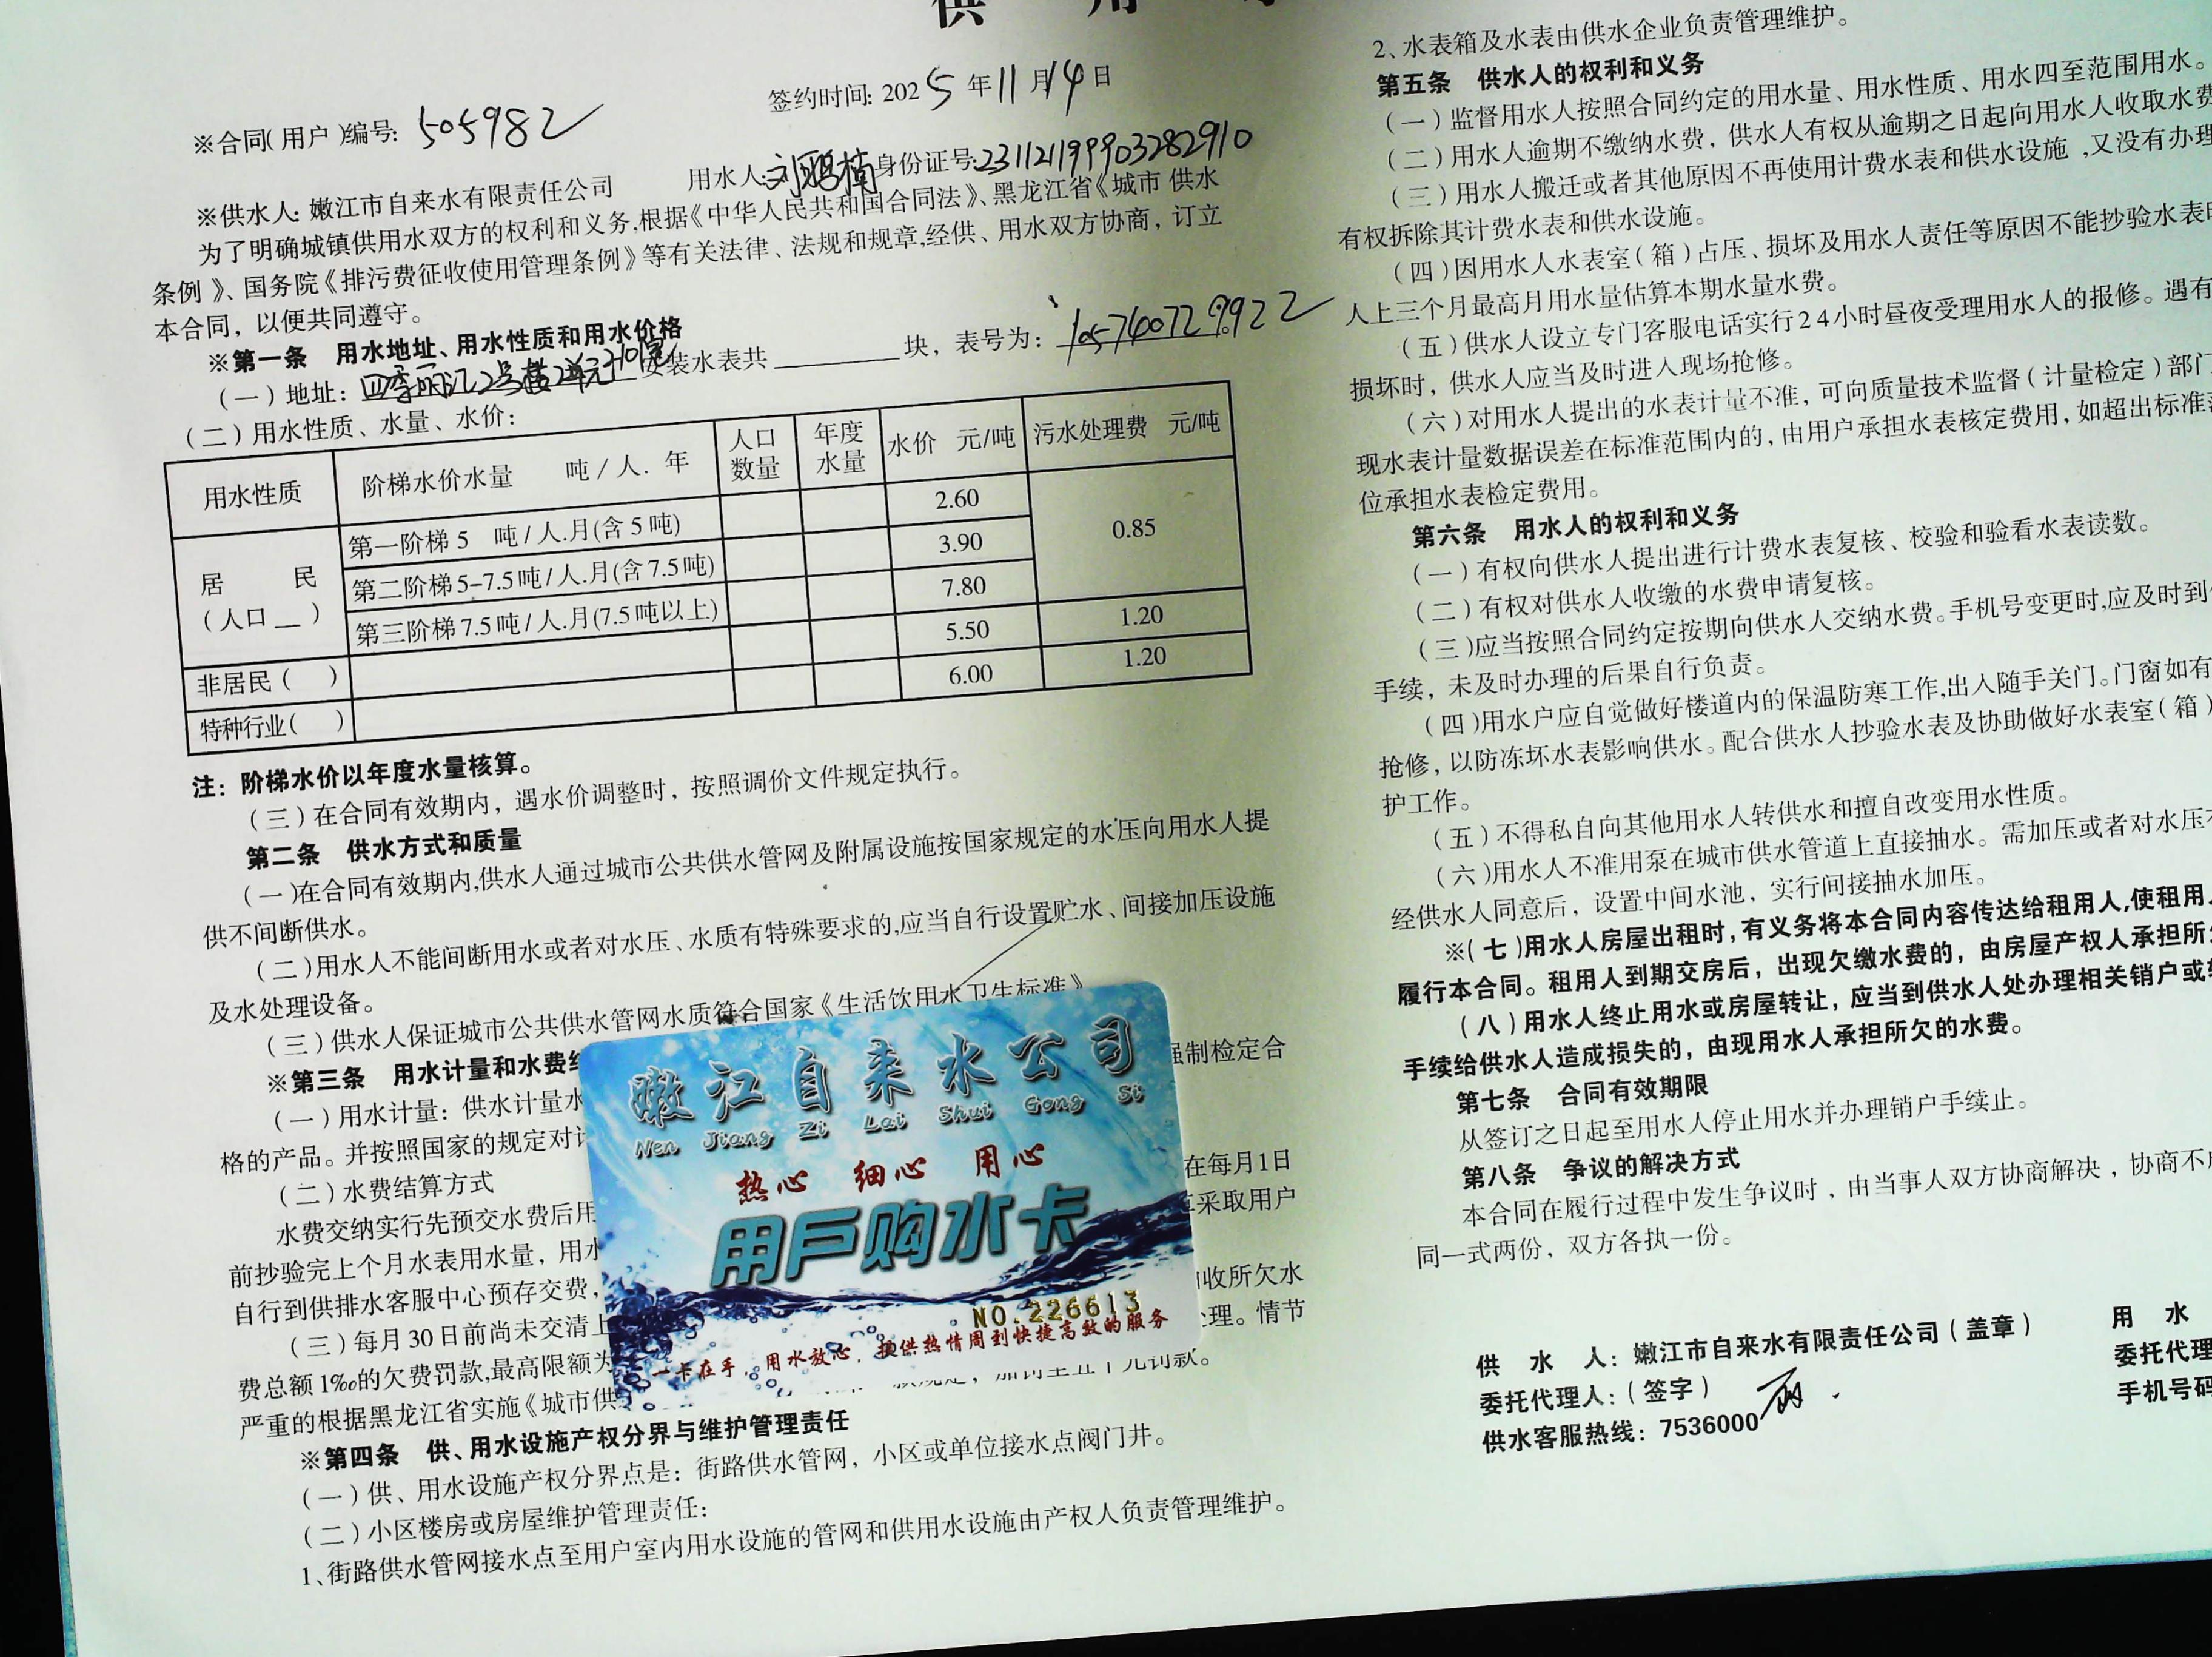 供 用
※合同(用户)编号: 505982
签约时间: 2025年11月14日
※供水人: 嫩江市自来水有限责任公司
用水人: 刘鹏楠 身份证号: 231121199903282910
为了明确城镇供用水双方的权利和义务,根据《中华人民共和国合同法》、黑龙江省《城市 供水
条例》、国务院《排污费征收使用管理条例》等有关法律、法规和规章,经供、用水双方协商，订立
本合同，以便共同遵守。
※第一条 用水地址、用水性质和用水价格
(一)地址: 四季丽江2号楼2单元210室 安装水表共____块，表号为: 1057400729922
(二)用水性质、水量、水价:
用水性质 阶梯水价水量 吨/人.年 人口数量 年度水量 水价 元/吨 污水处理费 元/吨
居民(人口__) 第一阶梯5 吨/人.月(含5吨) 2.60 0.85
第二阶梯5–7.5吨/人.月(含7.5吨) 3.90
第三阶梯7.5吨/人.月(7.5吨以上) 7.80
非居民( ) 5.50 1.20
特种行业( ) 6.00 1.20
注: 阶梯水价以年度水量核算。
(三)在合同有效期内，遇水价调整时，按照调价文件规定执行。
第二条 供水方式和质量
(一)在合同有效期内,供水人通过城市公共供水管网及附属设施按国家规定的水压向用水人提
供不间断供水。
(二)用水人不能间断用水或者对水压、水质有特殊要求的,应当自行设置贮水、间接加压设施
及水处理设备。
(三)供水人保证城市公共供水管网水质符合国家《生活饮用水卫生标准》
※第三条 用水计量和水费
(一)用水计量: 供水计量水
强制检定合
格的产品。并按照国家的规定对
(二)水费结算方式
水费交纳实行先预交水费后用
在每月1日
前抄验完上个月水表用水量，用水
采取用户
自行到供排水客服中心预存交费，
(三)每月30日前尚未交清上
收所欠水
费总额1‰的欠费罚款,最高限额为
理。情节
严重的根据黑龙江省实施《城市供
罚款。
嫩江自来水公司
Nen Jiang Zi Lai Shui Gong Si
热心 细心 用心
用户购水卡
NO.226613
一卡在手，用水放心，提供热情周到快捷高效的服务
※第四条 供、用水设施产权分界与维护管理责任
(一)供、用水设施产权分界点是: 街路供水管网，小区或单位接水点阀门井。
(二)小区楼房或房屋维护管理责任:
1、街路供水管网接水点至用户室内用水设施的管网和供用水设施由产权人负责管理维护。
2、水表箱及水表由供水企业负责管理维护。
第五条 供水人的权利和义务
(一)监督用水人按照合同约定的用水量、用水性质、用水四至范围用水。
(二)用水人逾期不缴纳水费，供水人有权从逾期之日起向用水人收取水费
(三)用水人搬迁或者其他原因不再使用计费水表和供水设施,又没有办理
有权拆除其计费水表和供水设施。
(四)因用水人水表室(箱)占压、损坏及用水人责任等原因不能抄验水表
人上三个月最高月用水量估算本期水量水费。
(五)供水人设立专门客服电话实行24小时昼夜受理用水人的报修。遇有
损坏时，供水人应当及时进入现场抢修。
(六)对用水人提出的水表计量不准，可向质量技术监督(计量检定)部门
现水表计量数据误差在标准范围内的,由用户承担水表核定费用，如超出标准
位承担水表检定费用。
第六条 用水人的权利和义务
(一)有权向供水人提出进行计费水表复核、校验和验看水表读数。
(二)有权对供水人收缴的水费申请复核。
(三)应当按照合同约定按期向供水人交纳水费。手机号变更时,应及时到
手续，未及时办理的后果自行负责。
(四)用水户应自觉做好楼道内的保温防寒工作,出入随手关门。门窗如有
抢修，以防冻坏水表影响供水。配合供水人抄验水表及协助做好水表室(箱)
护工作。
(五)不得私自向其他用水人转供水和擅自改变用水性质。
(六)用水人不准用泵在城市供水管道上直接抽水。需加压或者对水压
经供水人同意后，设置中间水池，实行间接抽水加压。
※(七)用水人房屋出租时,有义务将本合同内容传达给租用人,使租用
履行本合同。租用人到期交房后，出现欠缴水费的，由房屋产权人承担所
(八)用水人终止用水或房屋转让，应当到供水人处办理相关销户或
手续给供水人造成损失的，由现用水人承担所欠的水费。
第七条 合同有效期限
从签订之日起至用水人停止用水并办理销户手续止。
第八条 争议的解决方式
本合同在履行过程中发生争议时，由当事人双方协商解决，协商不
同一式两份，双方各执一份。
供 水 人: 嫩江市自来水有限责任公司(盖章)
委托代理人: (签字)
供水客服热线: 7536000
用 水
委托代理
手机号码